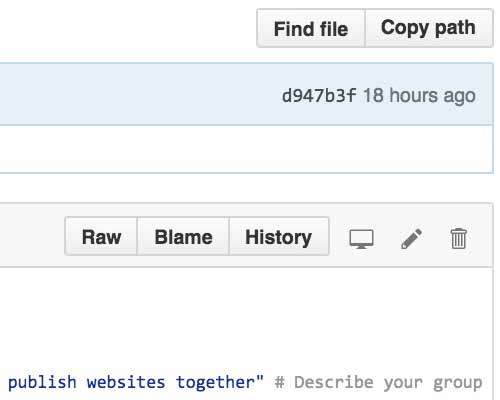 Find file Copy path
d947b3f 18 hours ago
Raw Blame History
publish websites together" # Describe your group